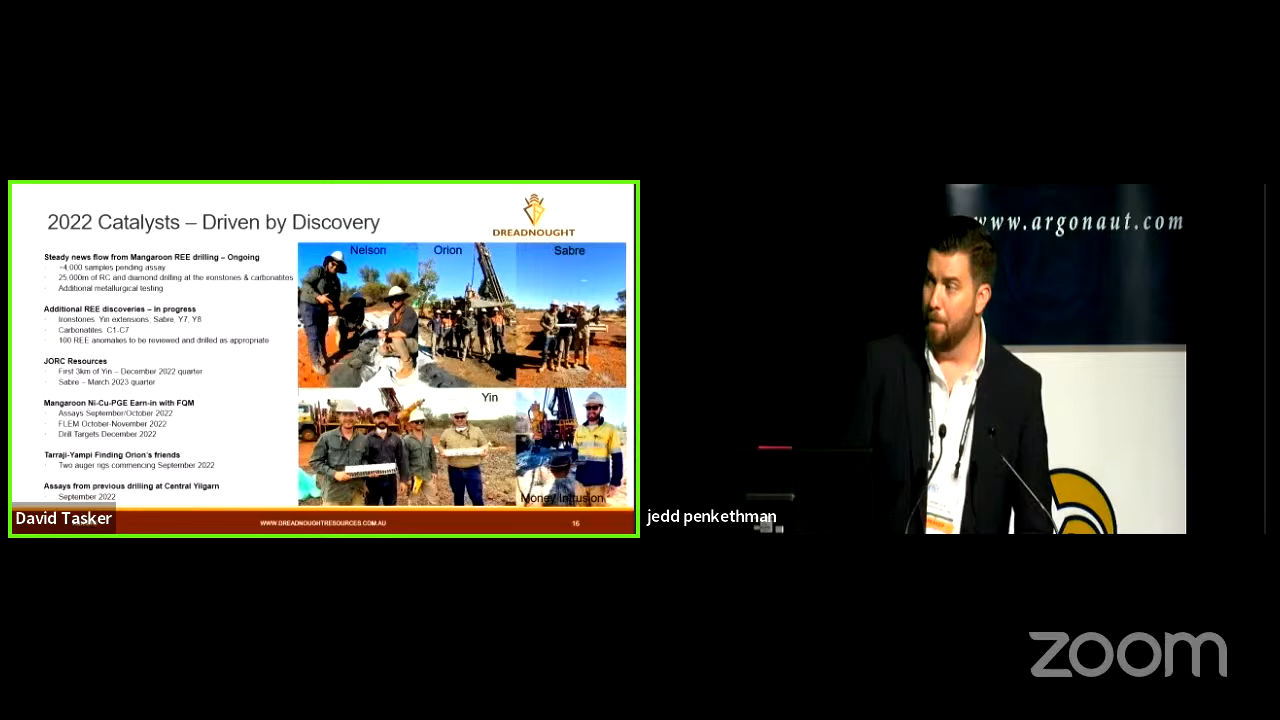 2022 Catalysts – Driven by Discovery
DREADNOUGHT
Steady news flow from Mangaroon REE drilling – Ongoing
~4,000 samples pending assay
25,000m of RC and diamond drilling at the ironstones & carbonatites
Additional metallurgical testing
Additional REE discoveries – In progress
Ironstones: Yin extensions, Sabre, Y7, Y8
Carbonatites: C1-C7
100 REE anomalies to be reviewed and drilled as appropriate
JORC Resources
First 3km of Yin – December 2022 quarter
Sabre – March 2023 quarter
Mangaroon Ni-Cu-PGE Earn-in with FQM
Assays September/October 2022
FLEM October-November 2022
Drill Targets December 2022
Tarraji-Yampi Finding Orion's friends
Two auger rigs commencing September 2022
Assays from previous drilling at Central Yilgarn
September 2022
Nelson
Orion
Sabre
Yin
Money Intrusion
David Tasker
WWW.DREADNOUGHTRESOURCES.COM.AU
16
www.argonaut.com
jedd penkethman
zoom